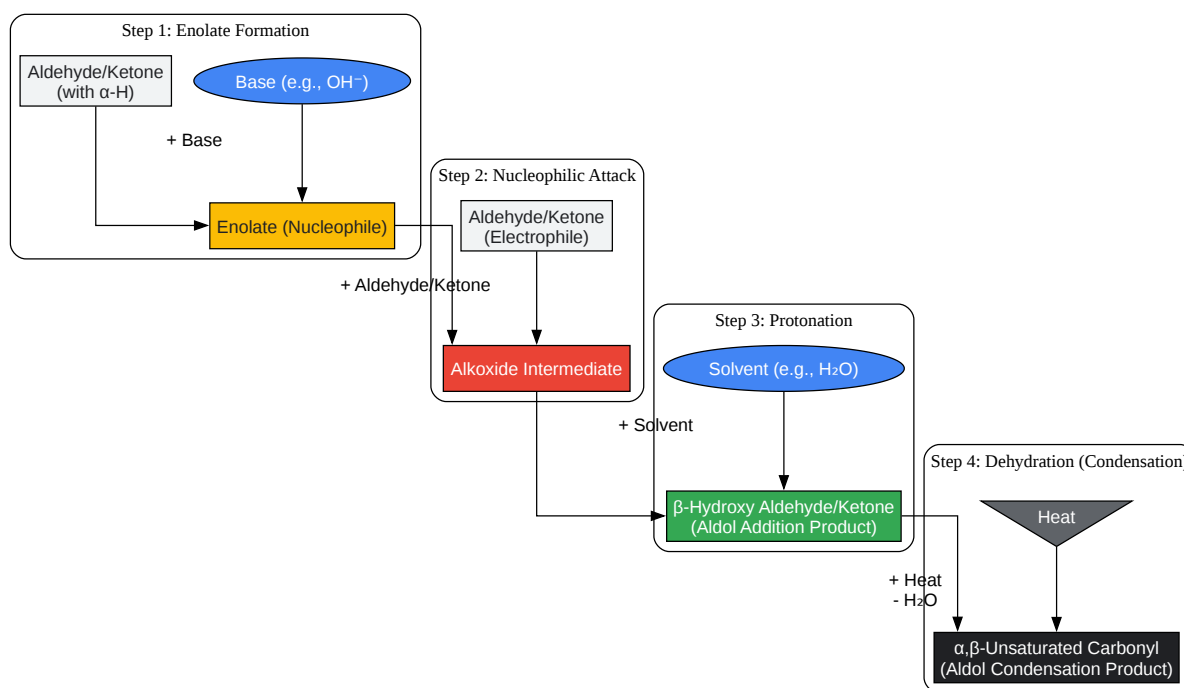 Step 1: Enolate Formation
Aldehyde/Ketone
(with α-H)
Base (e.g., OH⁻)
+ Base
Enolate (Nucleophile)
Step 2: Nucleophilic Attack
Aldehyde/Ketone
(Electrophile)
+ Aldehyde/Ketone
Alkoxide Intermediate
Step 3: Protonation
Solvent (e.g., H₂O)
+ Solvent
β-Hydroxy Aldehyde/Ketone
(Aldol Addition Product)
Step 4: Dehydration (Condensation)
Heat
+ Heat
- H₂O
α,β-Unsaturated Carbonyl
(Aldol Condensation Product)